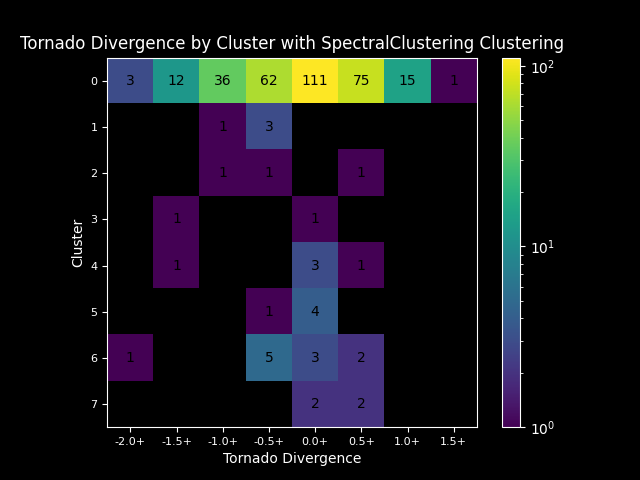 Tornado Divergence by Cluster with SpectralClustering Clustering
0 3 12 36 62 111 75 15 1
1 1 3
2 1 1 1
3 1 1
4 1 3 1
5 1 4
6 1 5 3 2
7 2 2
-2.0+ -1.5+ -1.0+ -0.5+ 0.0+ 0.5+ 1.0+ 1.5+
Tornado Divergence
Cluster
10²
10¹
10⁰